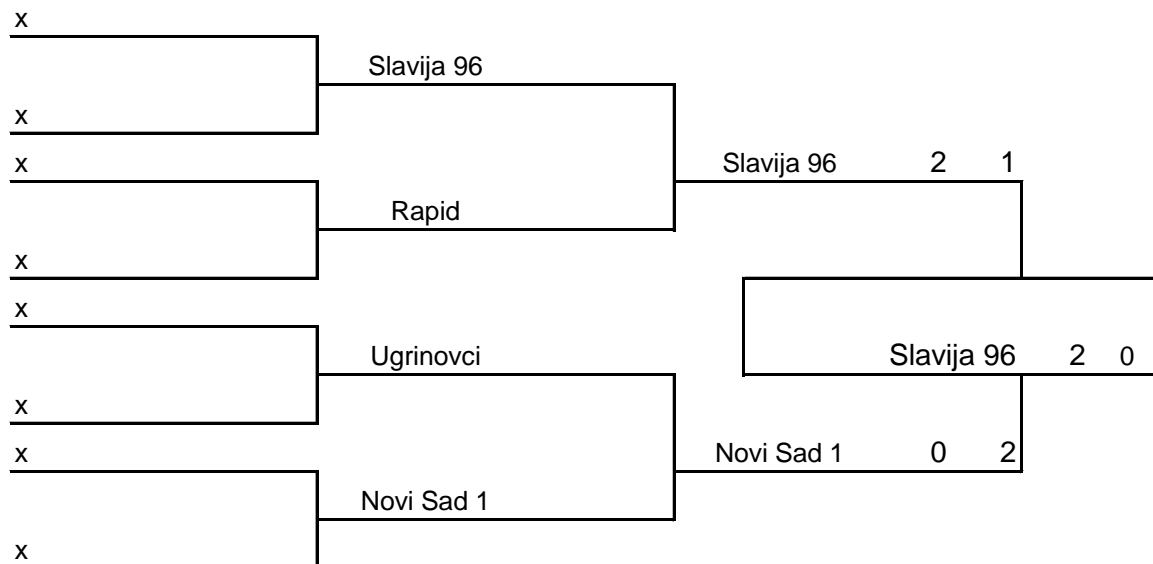 x
Slavija 96
x
x
Slavija 96 2 1
Rapid
x
x
Ugrinovci
Slavija 96 2 0
x
x
Novi Sad 1 0 2
Novi Sad 1
x